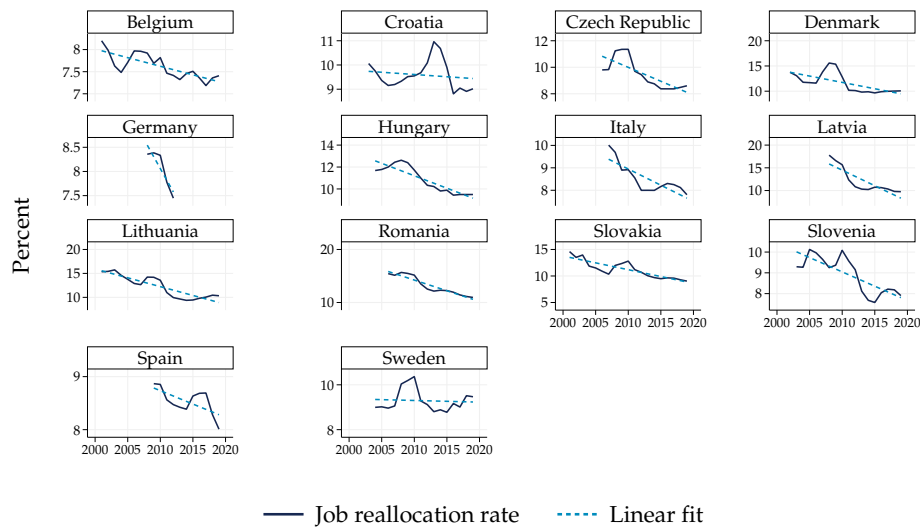 Belgium
Croatia
Czech Republic
Denmark
8
7.5
7
11
10
9
12
10
8
20
15
10
Germany
Hungary
Italy
Latvia
8.5
8
7.5
14
12
10
10
9
8
20
15
10
Percent
Lithuania
Romania
Slovakia
Slovenia
20
15
10
20
10
15
10
5
10
9
8
2000 2005 2010 2015 2020
2000 2005 2010 2015 2020
Spain
Sweden
9
8
10
8
2000 2005 2010 2015 2020
2000 2005 2010 2015 2020
Job reallocation rate
Linear fit